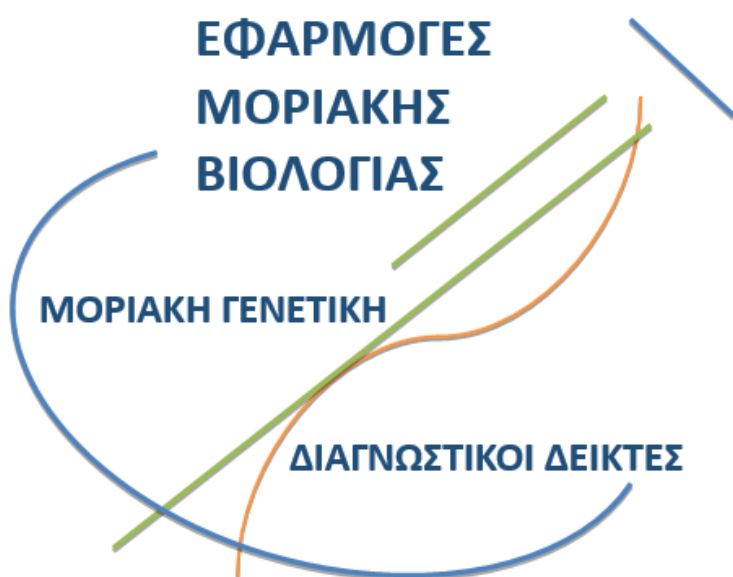 ΕΦΑΡΜΟΓΕΣ
ΜΟΡΙΑΚΗΣ
ΒΙΟΛΟΓΙΑΣ
ΜΟΡΙΑΚΗ ΓΕΝΕΤΙΚΗ
ΔΙΑΓΝΩΣΤΙΚΟΙ ΔΕΙΚΤΕΣ